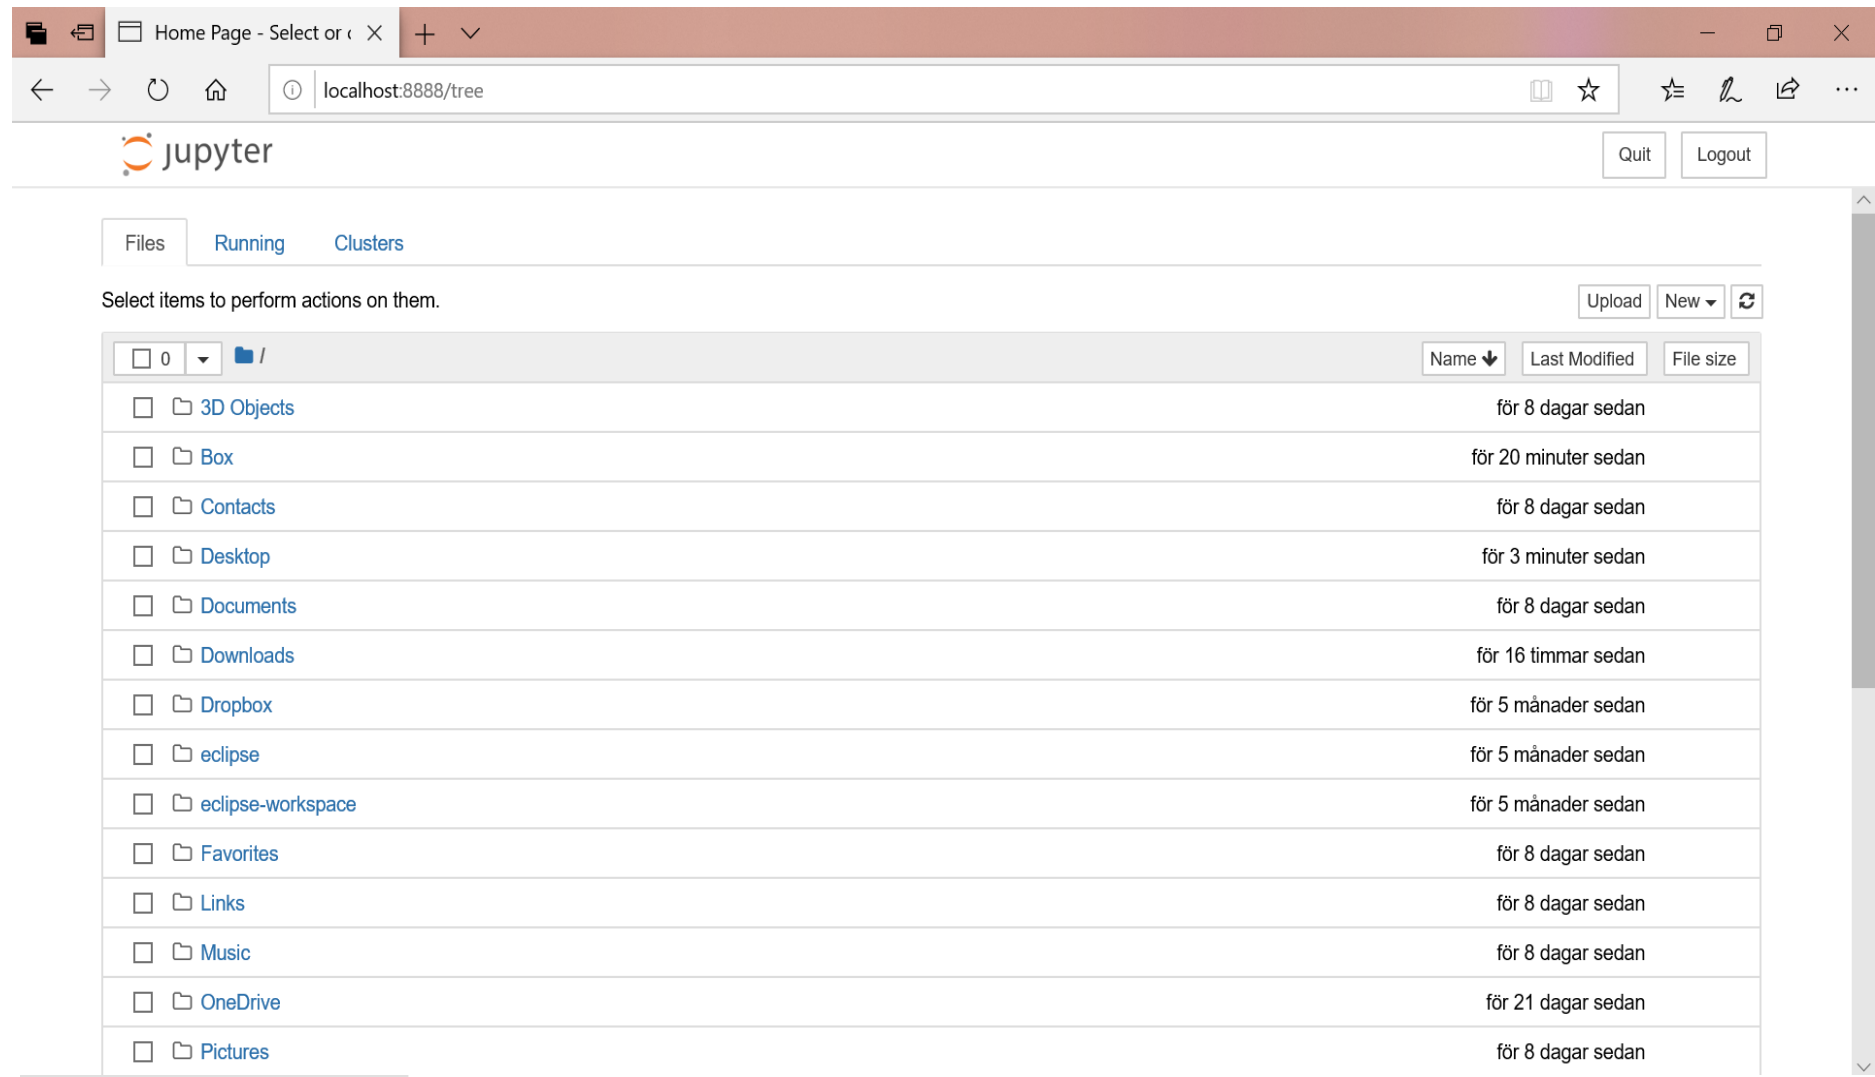 Home Page - Select or
localhost:8888/tree
jupyter
Quit Logout
Files Running Clusters
Select items to perform actions on them.
Upload New
0 / Name Last Modified File size
3D Objects för 8 dagar sedan
Box för 20 minuter sedan
Contacts för 8 dagar sedan
Desktop för 3 minuter sedan
Documents för 8 dagar sedan
Downloads för 16 timmar sedan
Dropbox för 5 månader sedan
eclipse för 5 månader sedan
eclipse-workspace för 5 månader sedan
Favorites för 8 dagar sedan
Links för 8 dagar sedan
Music för 8 dagar sedan
OneDrive för 21 dagar sedan
Pictures för 8 dagar sedan